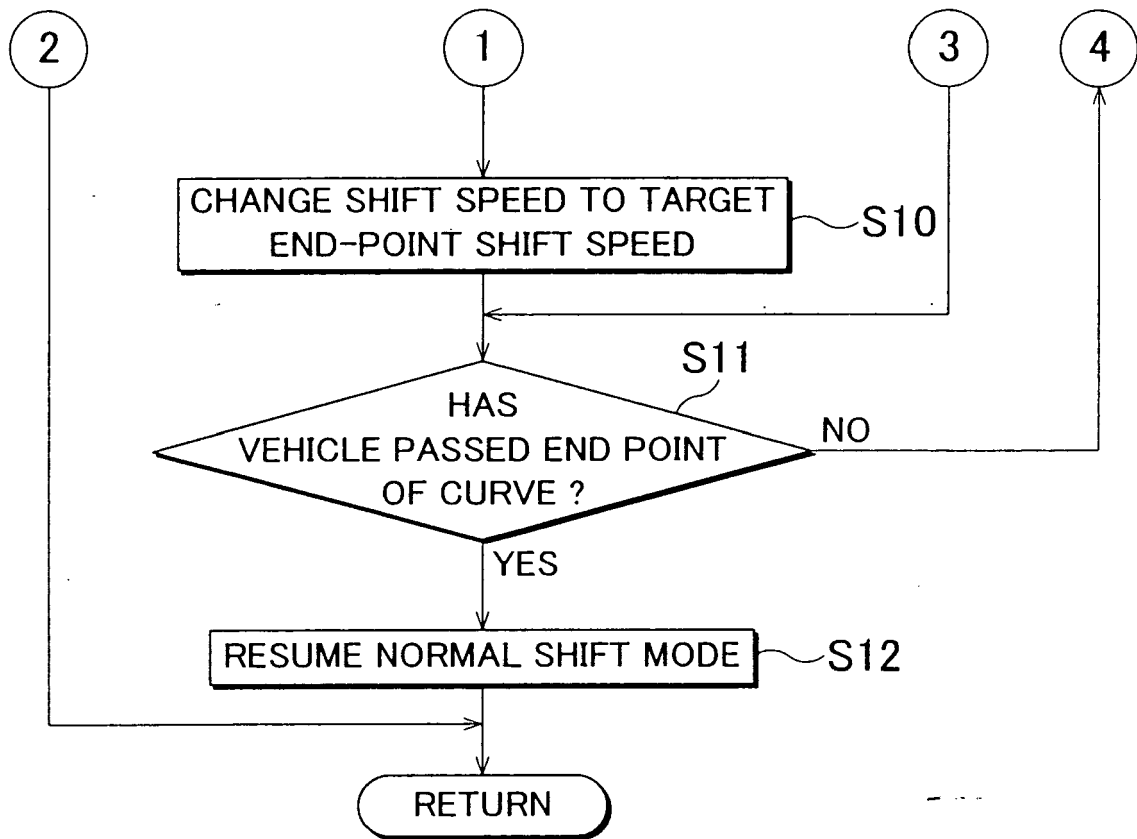 2
1
3
4
CHANGE SHIFT SPEED TO TARGET
END-POINT SHIFT SPEED
S10
S11
HAS
VEHICLE PASSED END POINT
OF CURVE ?
NO
YES
RESUME NORMAL SHIFT MODE
S12
RETURN